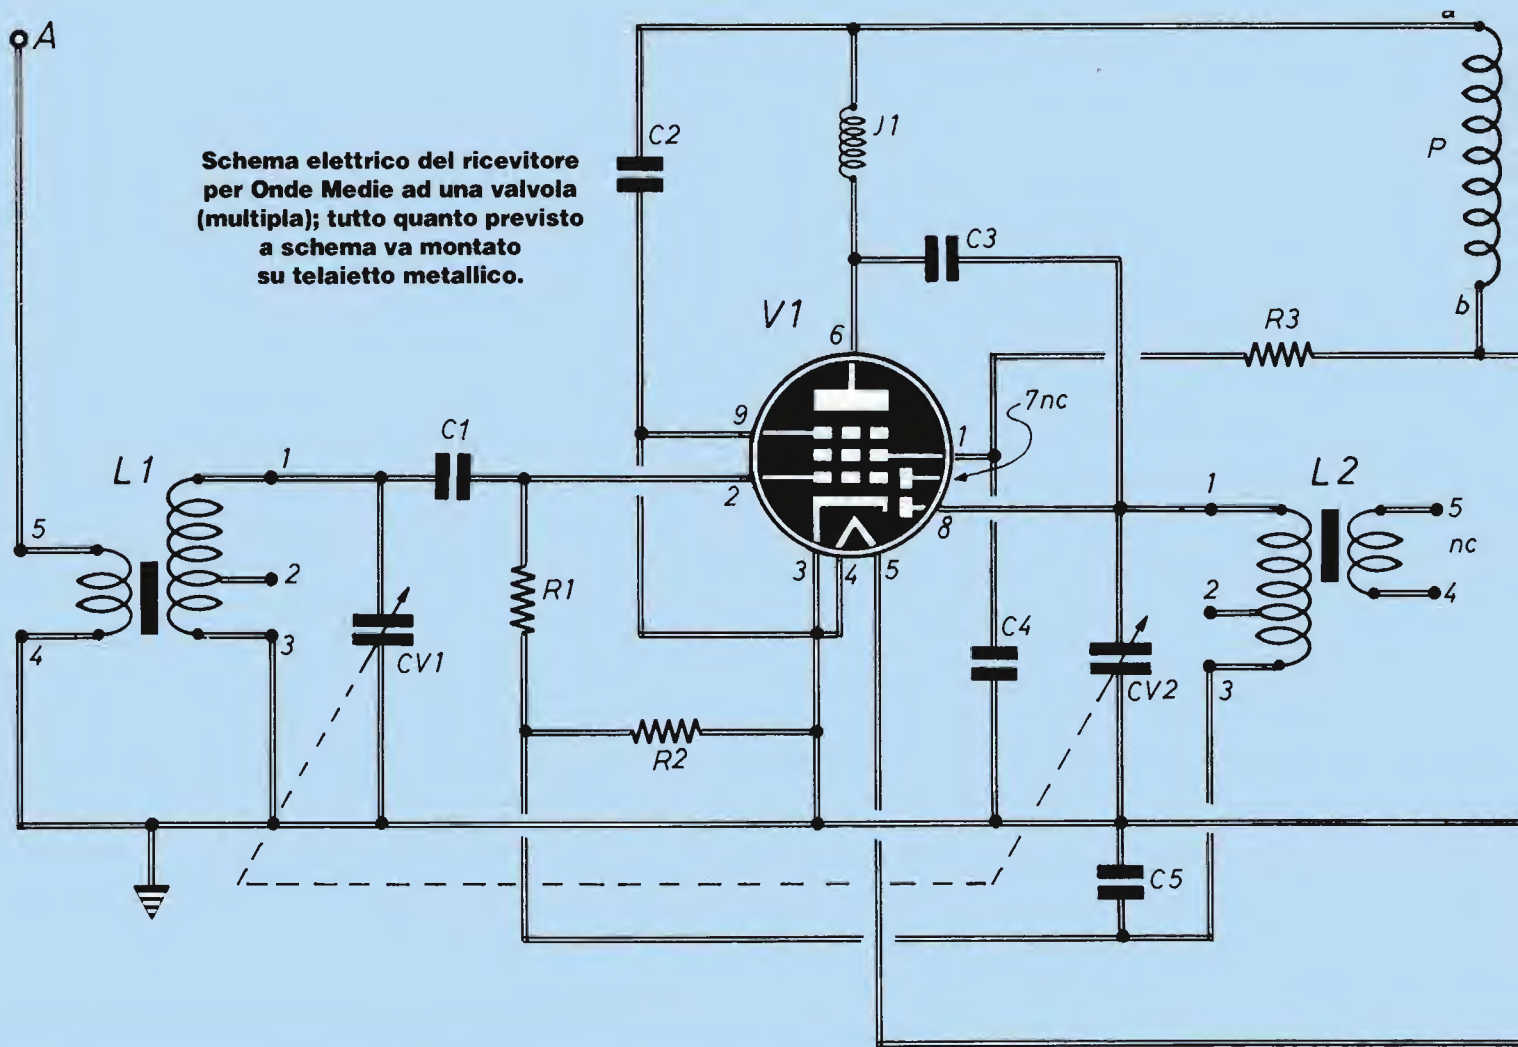 A
a
Schema elettrico del ricevitore
per Onde Medie ad una valvola
(multipla); tutto quanto previsto
a schema va montato
su telaietto metallico.
C2
J1
P
C3
b
V1
6
R3
7nc
9
1
C1
2
L1
1
5
2
4
3
CV1
R1
R2
3
4
5
8
C4
CV2
1
L2
2
3
5
nc
4
C5